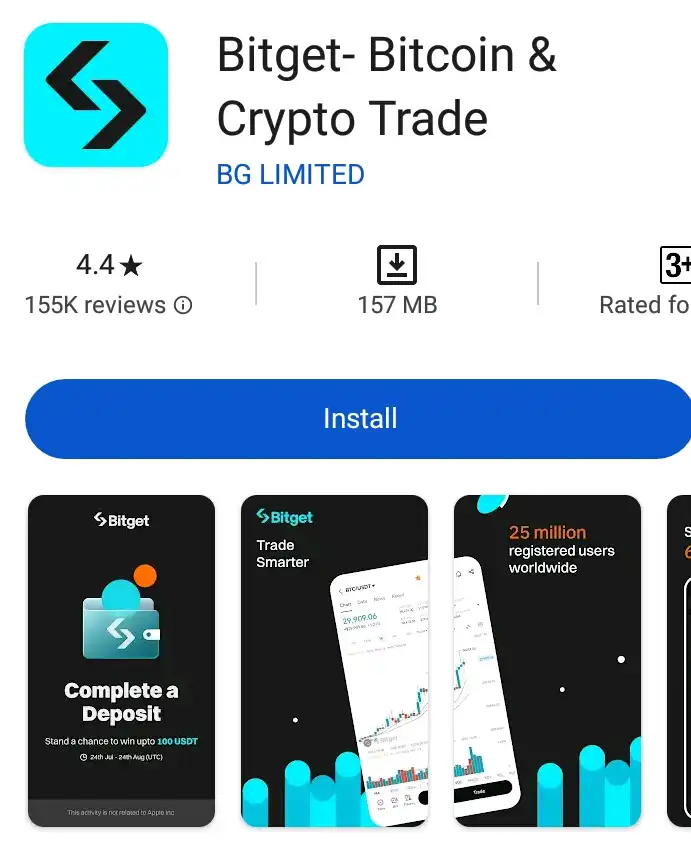 Bitget- Bitcoin &
Crypto Trade
BG LIMITED
4.4★
3+
155K reviews
157 MB
Rated fo
Install
Bitget
Complete a
Deposit
Stand a chance to win upto 100 USDT
24th Jul - 24th Aug (UTC)
This activity is not related to Apple Inc
Bitget
Trade
Smarter
BTC/USDT
29,909.06
25 million
registered users
worldwide
Trade
S
6